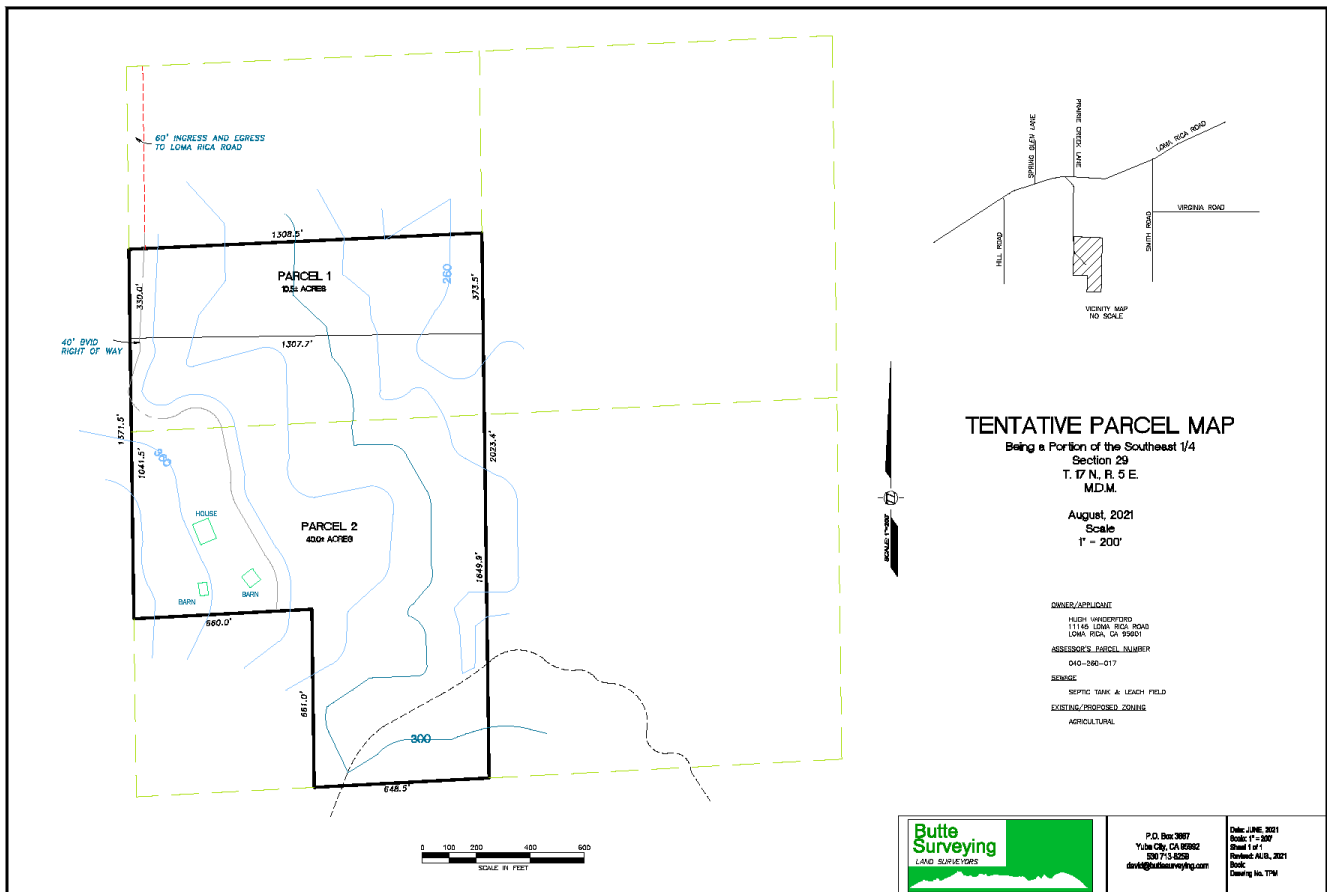 60' INGRESS AND EGRESS
TO LOMA RICA ROAD
1308.5'
PARCEL 1
10.5± ACRES
260
330.0'
373.5'
40' BVID
RIGHT OF WAY
1307.7'
1371.5'
1041.5'
360
2023.4'
HOUSE
PARCEL 2
40.0± ACRES
1649.9'
BARN
BARN
660.0'
661.0'
300
648.5'
0 100 200 400 600
SCALE IN FEET
SPRING GLEN LANE
PRAIRIE CREEK LANE
LOMA RICA ROAD
VIRGINIA ROAD
HILL ROAD
SMITH ROAD
VICINITY MAP
NO SCALE
SCALE: 1"=200'
TENTATIVE PARCEL MAP
Being a Portion of the Southeast 1/4
Section 29
T. 17 N., R. 5 E.
M.D.M.
August, 2021
Scale
1" = 200'
OWNER/APPLICANT
HUGH VANDERFORD
11145 LOMA RICA ROAD
LOMA RICA, CA 95901
ASSESSOR'S PARCEL NUMBER
SEWAGE
SEPTIC TANK & LEACH FIELD
EXISTING/PROPOSED ZONING
AGRICULTURAL
Butte
Surveying
LAND SURVEYORS
P.O. Box 3887
Yuba City, CA 95992
david@buttesurveying.com
Date: JUNE, 2021
Scale: 1" = 200'
Sheet 1 of 1
Revised: AUG., 2021
Book:
Drawing No. TPM